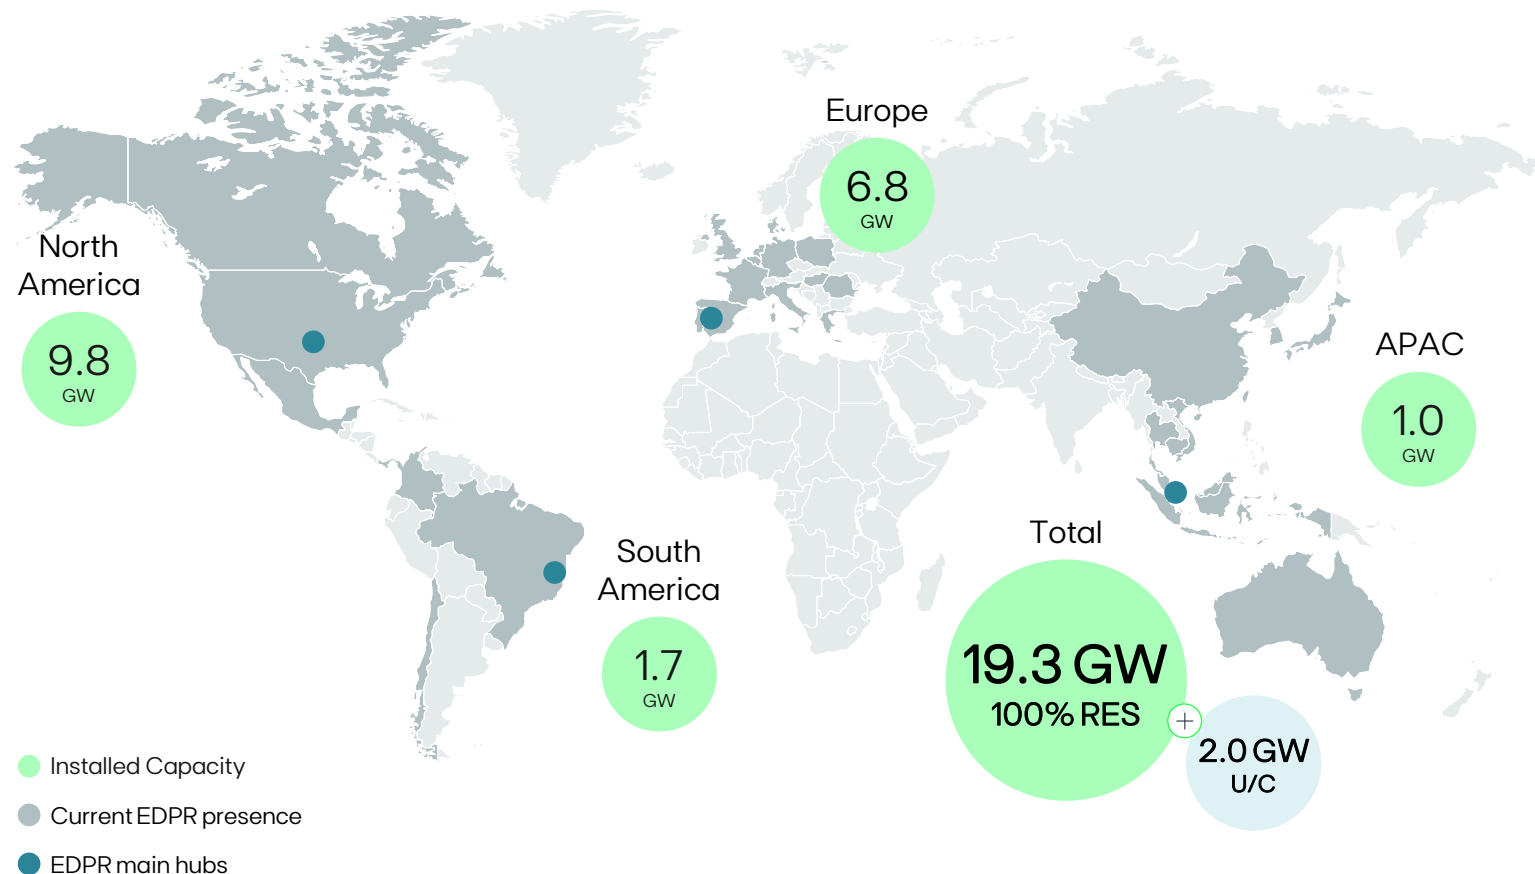 Europe
6.8
GW
North
America
9.8
GW
APAC
1.0
GW
South
America
1.7
GW
Total
19.3 GW
100% RES
+
2.0 GW
U/C
Installed Capacity
Current EDPR presence
EDPR main hubs